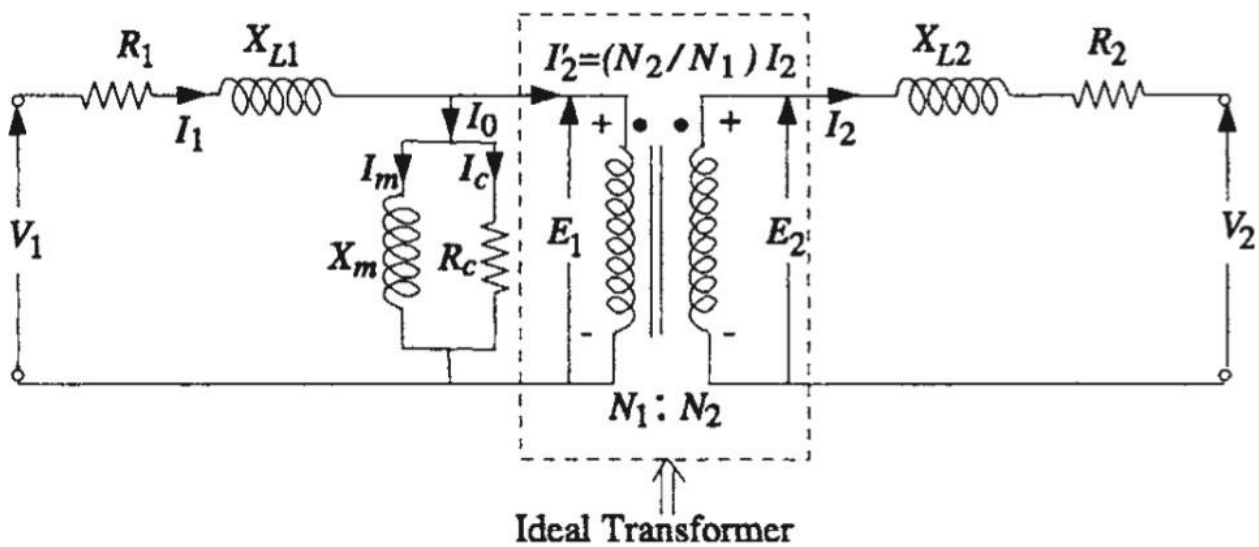 R1
XL1
I'2=(N2/N1) I2
XL2
R2
I1
I0
+
+
I2
Im
Ic
V1
Xm
Rc
E1
E2
V2
-
-
N1 : N2
Ideal Transformer